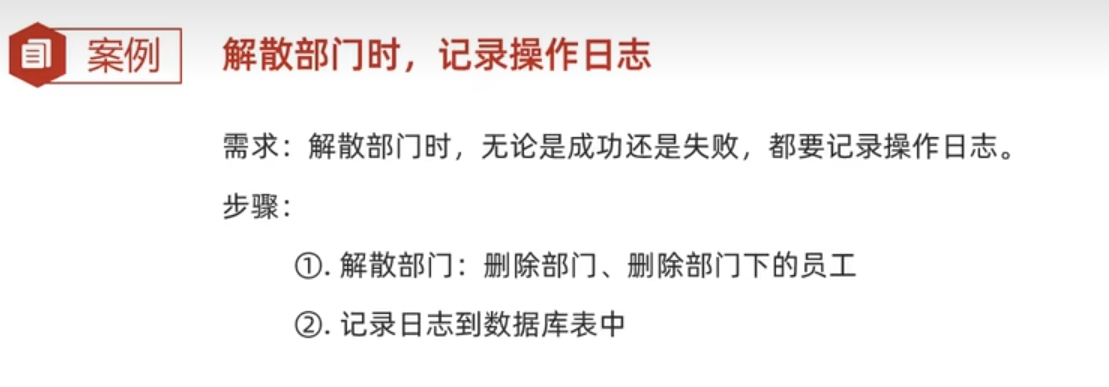 案例
解散部门时，记录操作日志
需求：解散部门时，无论是成功还是失败，都要记录操作日志。
步骤：
①. 解散部门：删除部门、删除部门下的员工
②. 记录日志到数据库表中